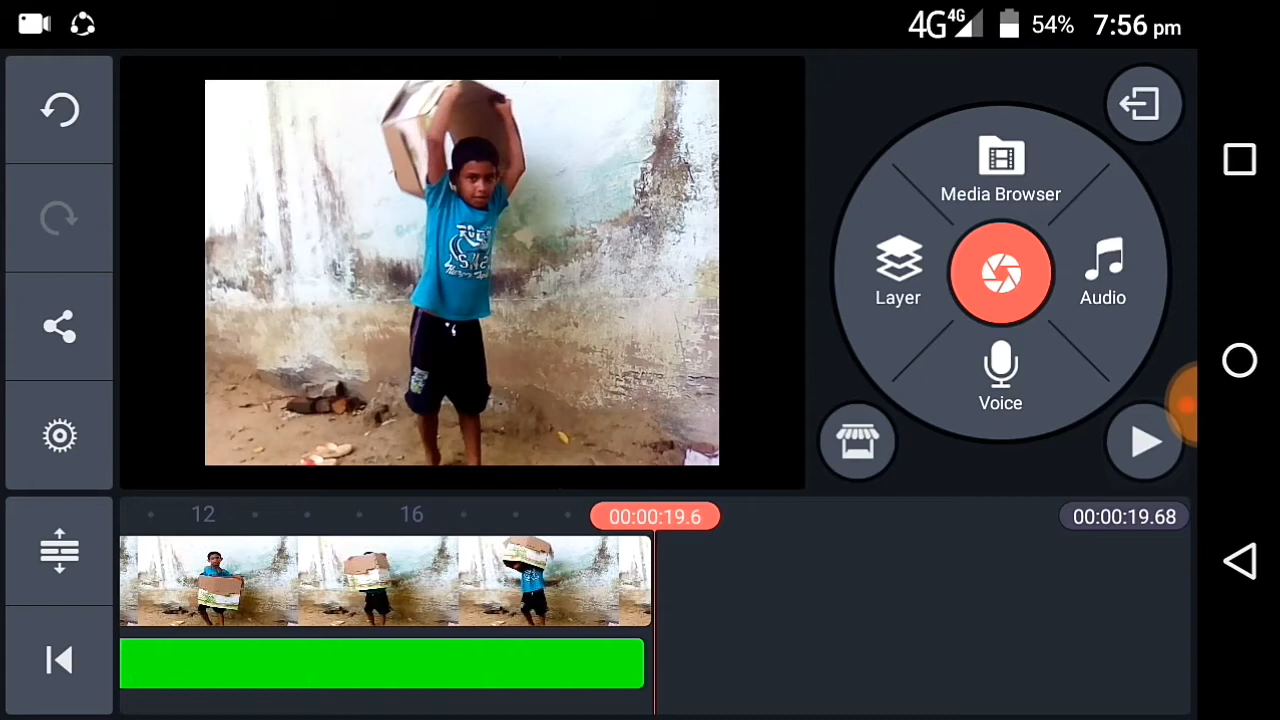 4G 4G 54% 7:56 pm
Media Browser
Layer
Audio
Voice
12
16
00:00:19.6
00:00:19.68